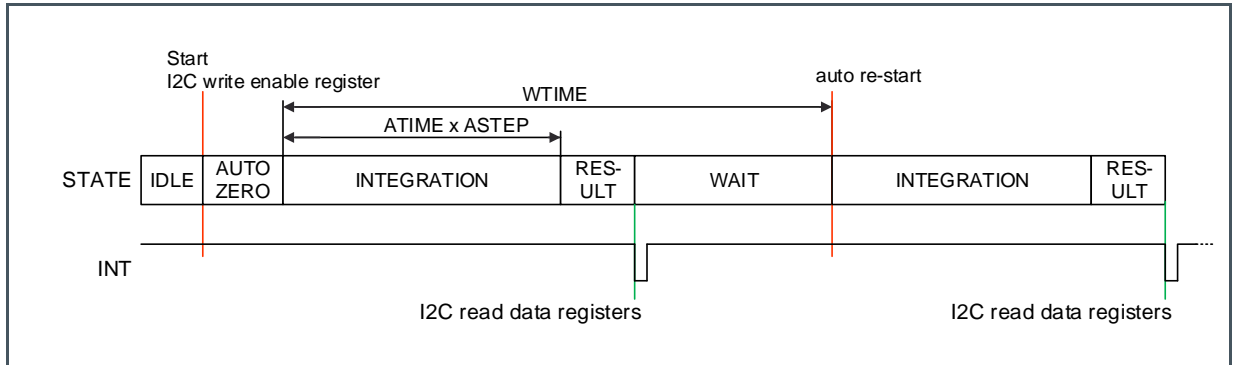 Start
I2C write enable register
auto re-start
WTIME
ATIME x ASTEP
STATE
IDLE
AUTO
ZERO
INTEGRATION
RES-
ULT
WAIT
INTEGRATION
RES-
ULT
INT
I2C read data registers
I2C read data registers